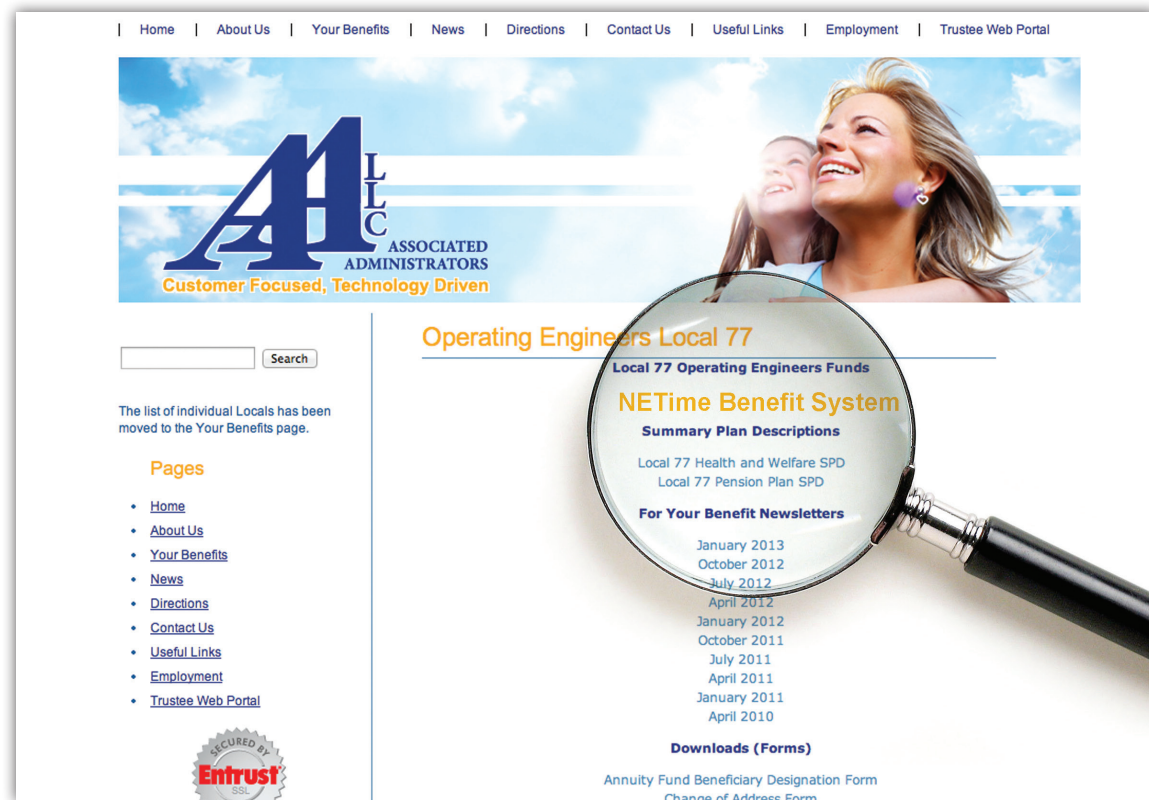 Home | About Us | Your Benefits | News | Directions | Contact Us | Useful Links | Employment | Trustee Web Portal
AA
LLC
ASSOCIATED
ADMINISTRATORS
Customer Focused, Technology Driven
Search
The list of individual Locals has been
moved to the Your Benefits page.
Pages
Home
About Us
Your Benefits
News
Directions
Contact Us
Useful Links
Employment
Trustee Web Portal
SECURED BY
Entrust
SSL
Operating Engineers Local 77
Local 77 Operating Engineers Funds
NETime Benefit System
Summary Plan Descriptions
Local 77 Health and Welfare SPD
Local 77 Pension Plan SPD
For Your Benefit Newsletters
January 2013
October 2012
July 2012
April 2012
January 2012
October 2011
July 2011
April 2011
January 2011
April 2010
Downloads (Forms)
Annuity Fund Beneficiary Designation Form
Change of Address Form